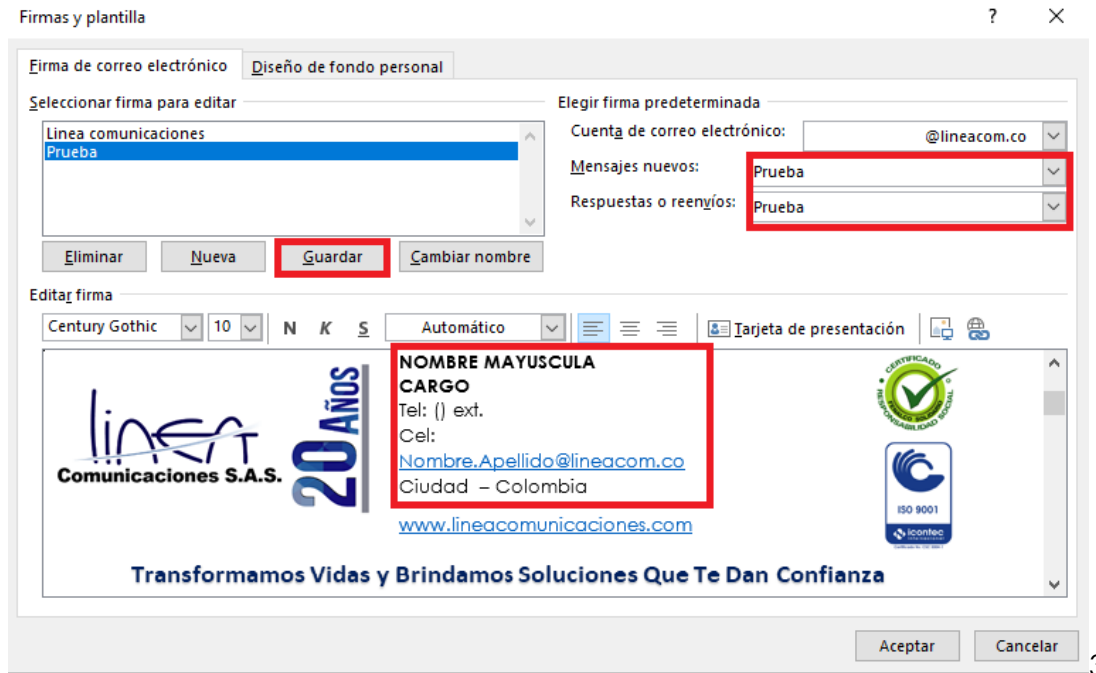 Firmas y plantilla ?
Firma de correo electrónico Diseño de fondo personal
Seleccionar firma para editar
Linea comunicaciones
Prueba
Eliminar Nueva Guardar Cambiar nombre
Elegir firma predeterminada
Cuenta de correo electrónico: @lineacom.co
Mensajes nuevos: Prueba
Respuestas o reenvíos: Prueba
Editar firma
Century Gothic 10 N K S Automático Tarjeta de presentación
linea
Comunicaciones S.A.S.
20 AÑOS
NOMBRE MAYUSCULA
CARGO
Tel: () ext.
Cel:
Nombre.Apellido@lineacom.co
Ciudad – Colombia
www.lineacomunicaciones.com
CERTIFICADO
RESPONSABILIDAD SOCIAL
ISO 9001
icontec
Transformamos Vidas y Brindamos Soluciones Que Te Dan Confianza
Aceptar Cancelar